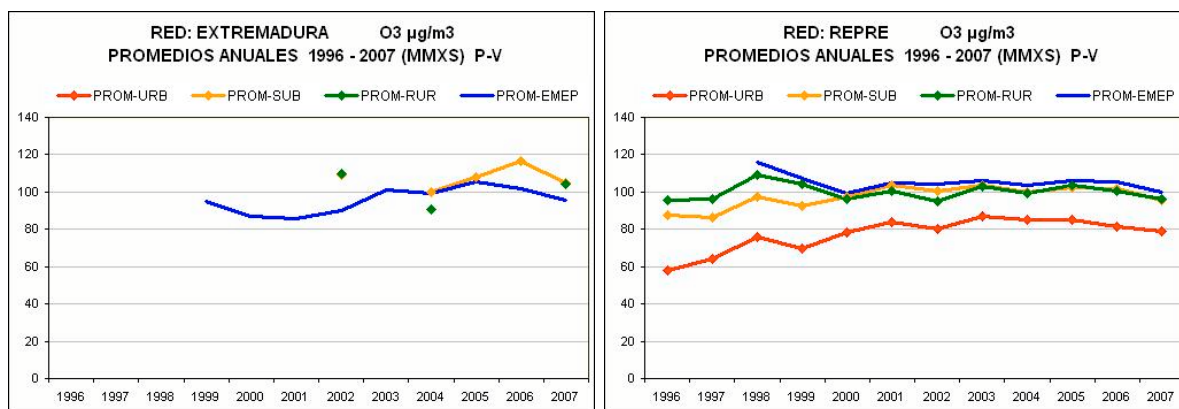 RED: EXTREMADURA O3 µg/m3
PROMEDIOS ANUALES 1996 - 2007 (MMXS) P-V
PROM-URB PROM-SUB PROM-RUR PROM-EMEP
140
120
100
80
60
40
20
0
1996 1997 1998 1999 2000 2001 2002 2003 2004 2005 2006 2007
RED: REPRE O3 µg/m3
PROMEDIOS ANUALES 1996 - 2007 (MMXS) P-V
PROM-URB PROM-SUB PROM-RUR PROM-EMEP
140
120
100
80
60
40
20
0
1996 1997 1998 1999 2000 2001 2002 2003 2004 2005 2006 2007